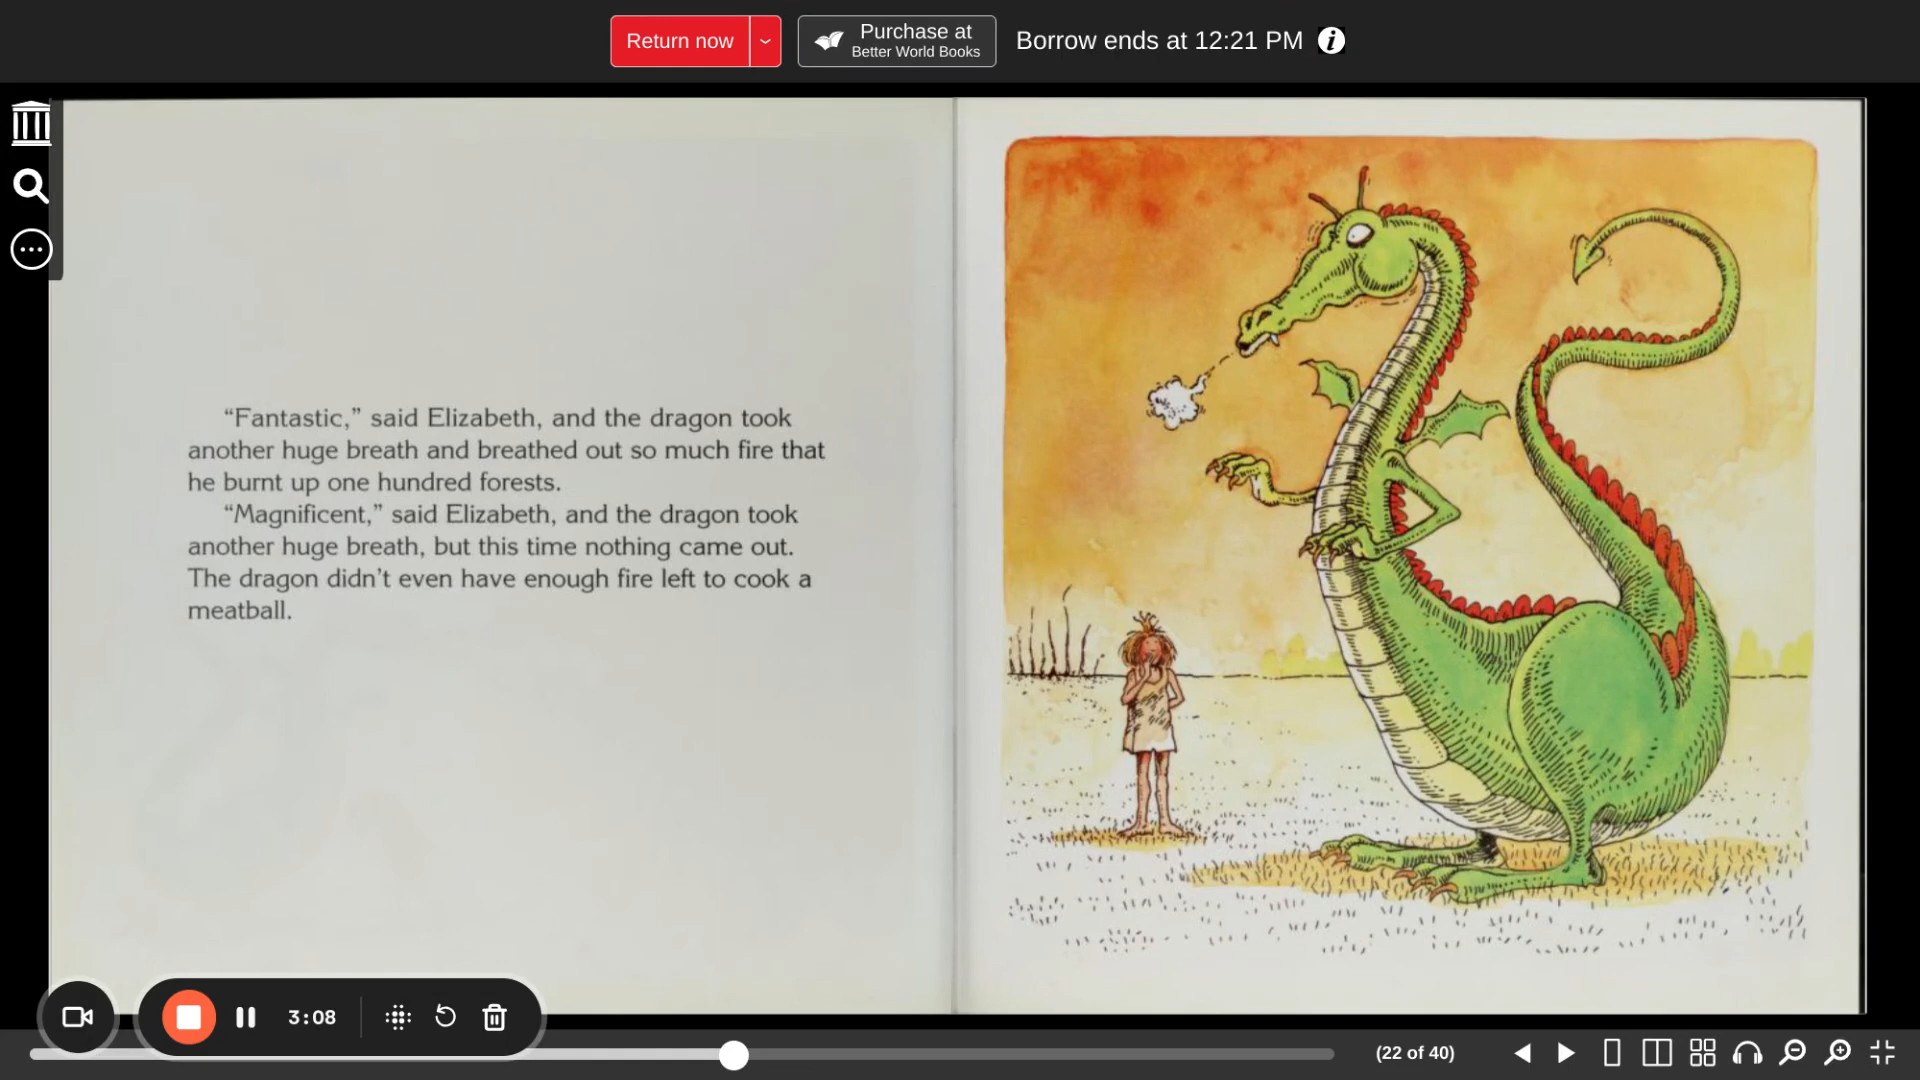 Return now
Purchase at
Better World Books
Borrow ends at 12:21 PM
“Fantastic,” said Elizabeth, and the dragon took
another huge breath and breathed out so much fire that
he burnt up one hundred forests.
“Magnificent,” said Elizabeth, and the dragon took
another huge breath, but this time nothing came out.
The dragon didn’t even have enough fire left to cook a
meatball.
3:08
(22 of 40)